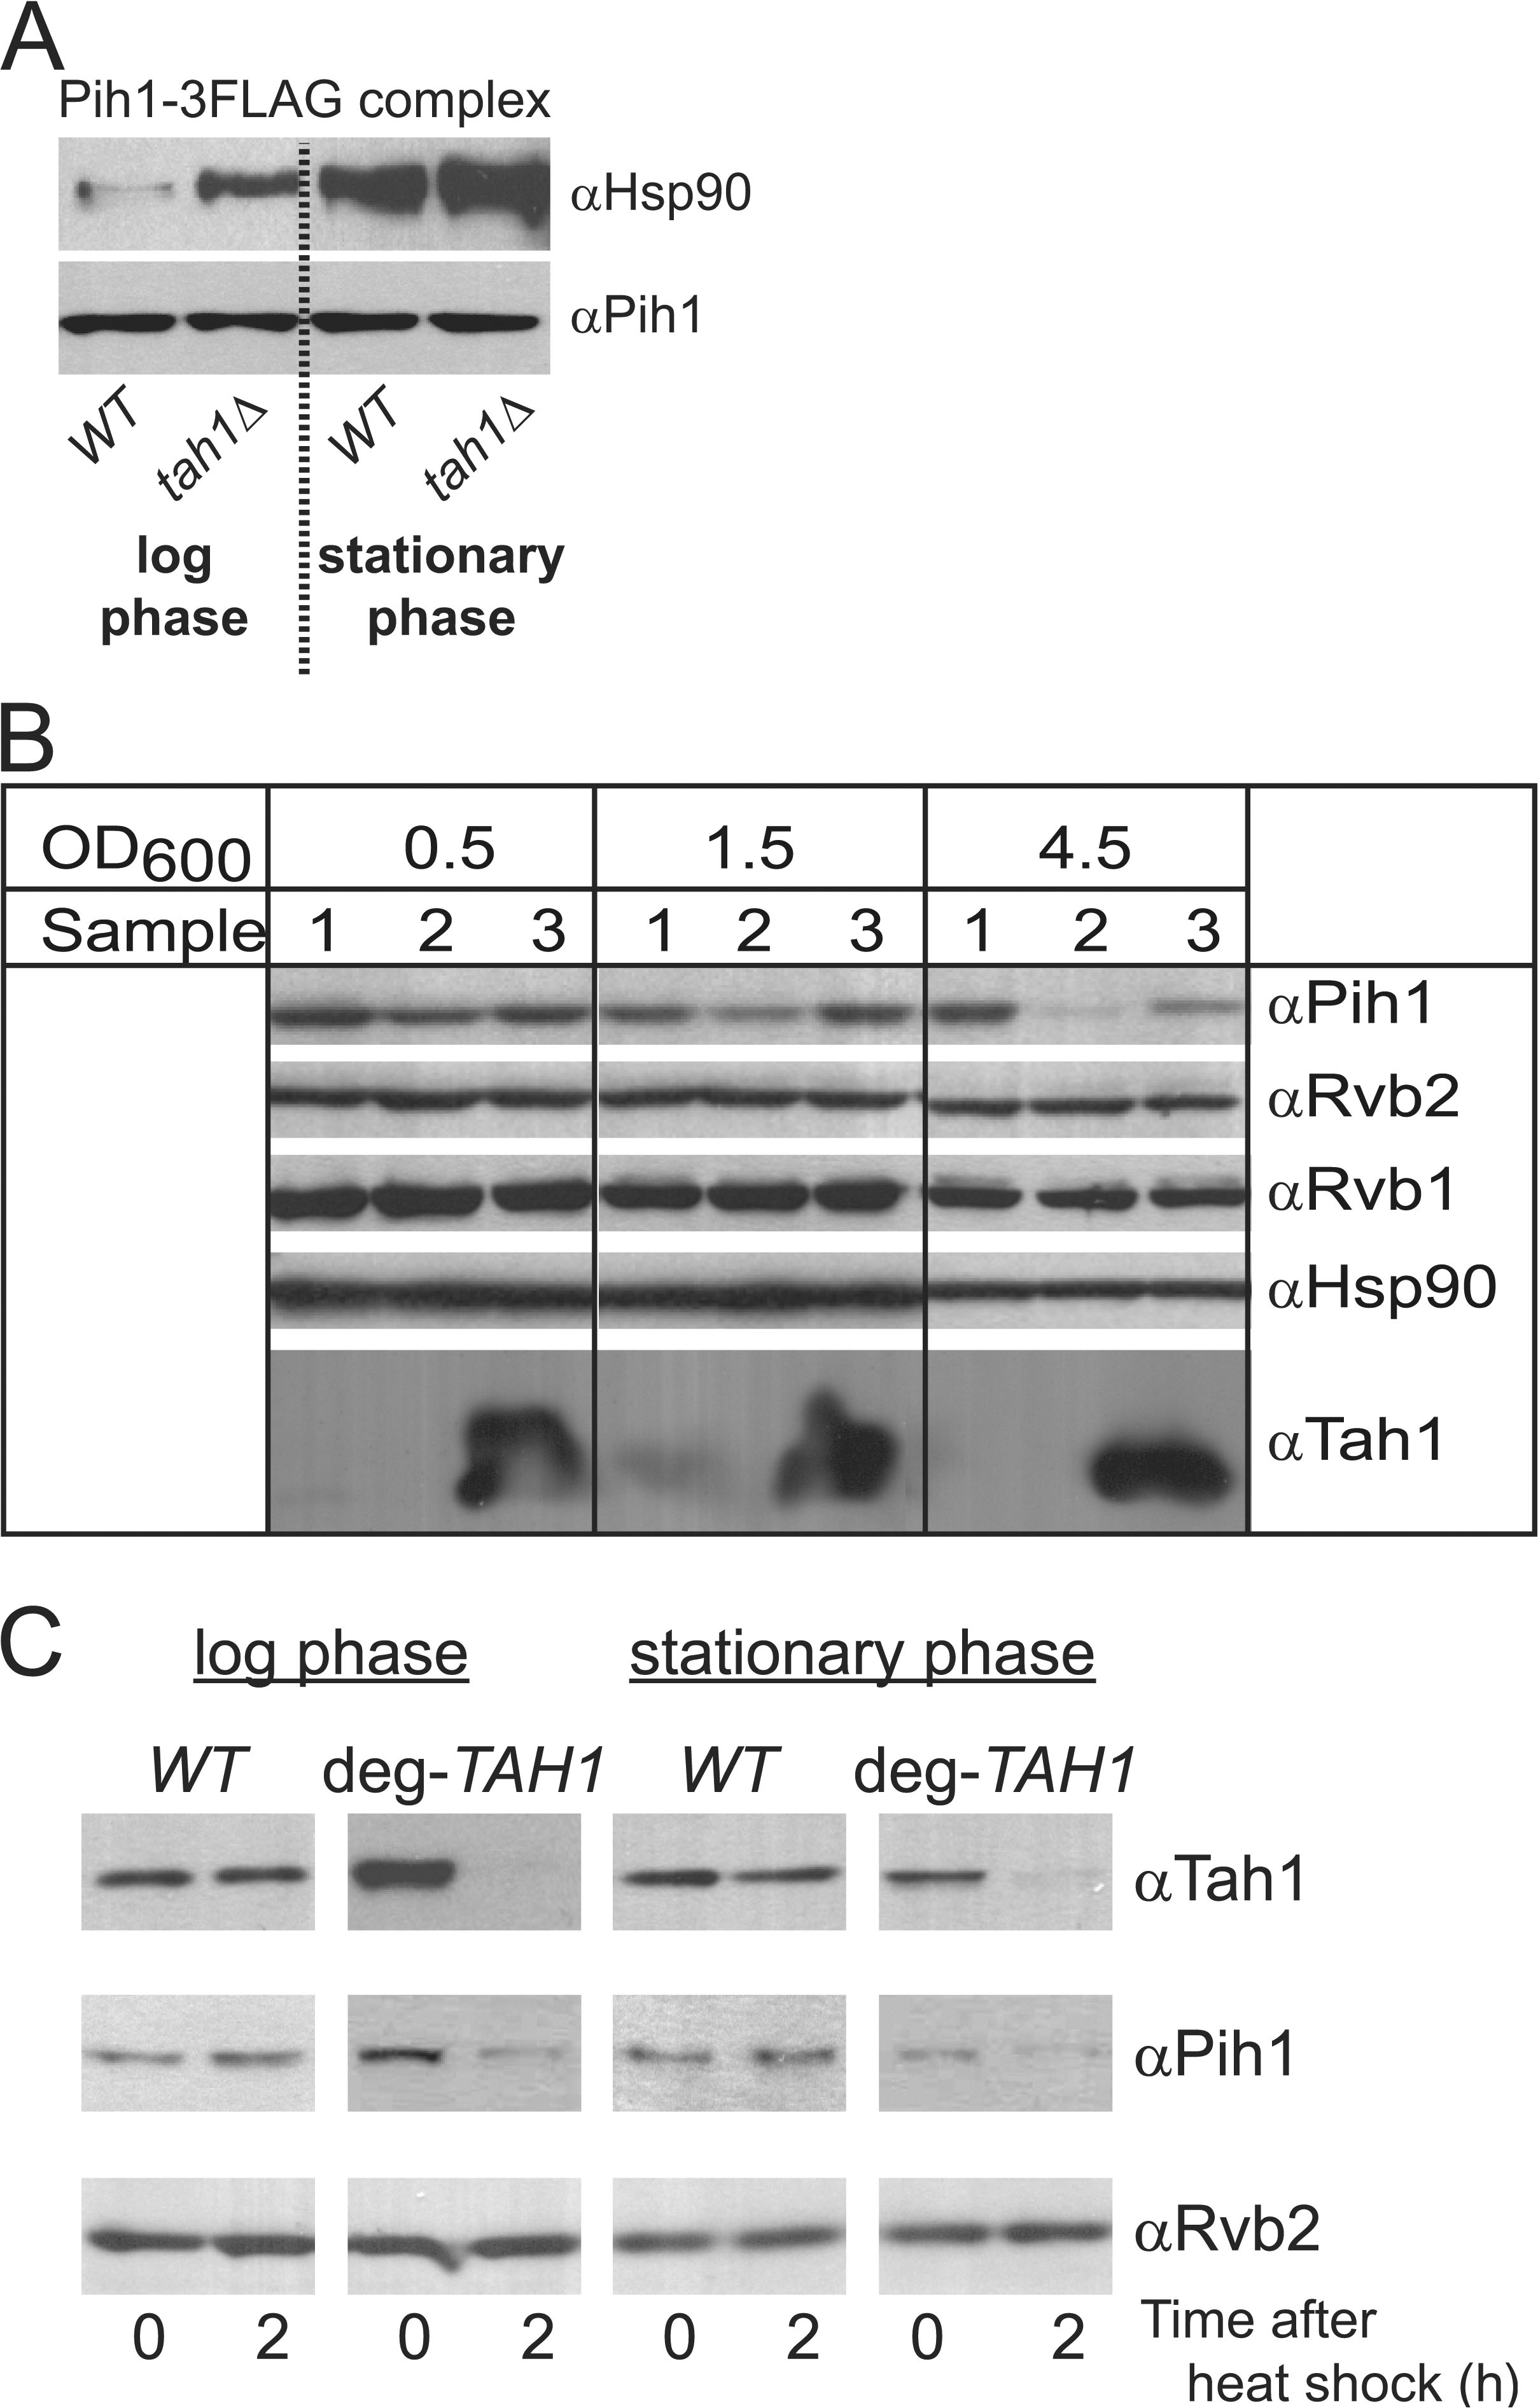 A
Pih1-3FLAG complex
αHsp90
αPih1
WT tah1Δ WT tah1Δ
log phase
stationary phase
B
OD600 0.5 1.5 4.5
Sample 1 2 3 1 2 3 1 2 3
αPih1
αRvb2
αRvb1
αHsp90
αTah1
C
log phase stationary phase
WT deg-TAH1 WT deg-TAH1
αTah1
αPih1
αRvb2
0 2 0 2 0 2 0 2 Time after
heat shock (h)